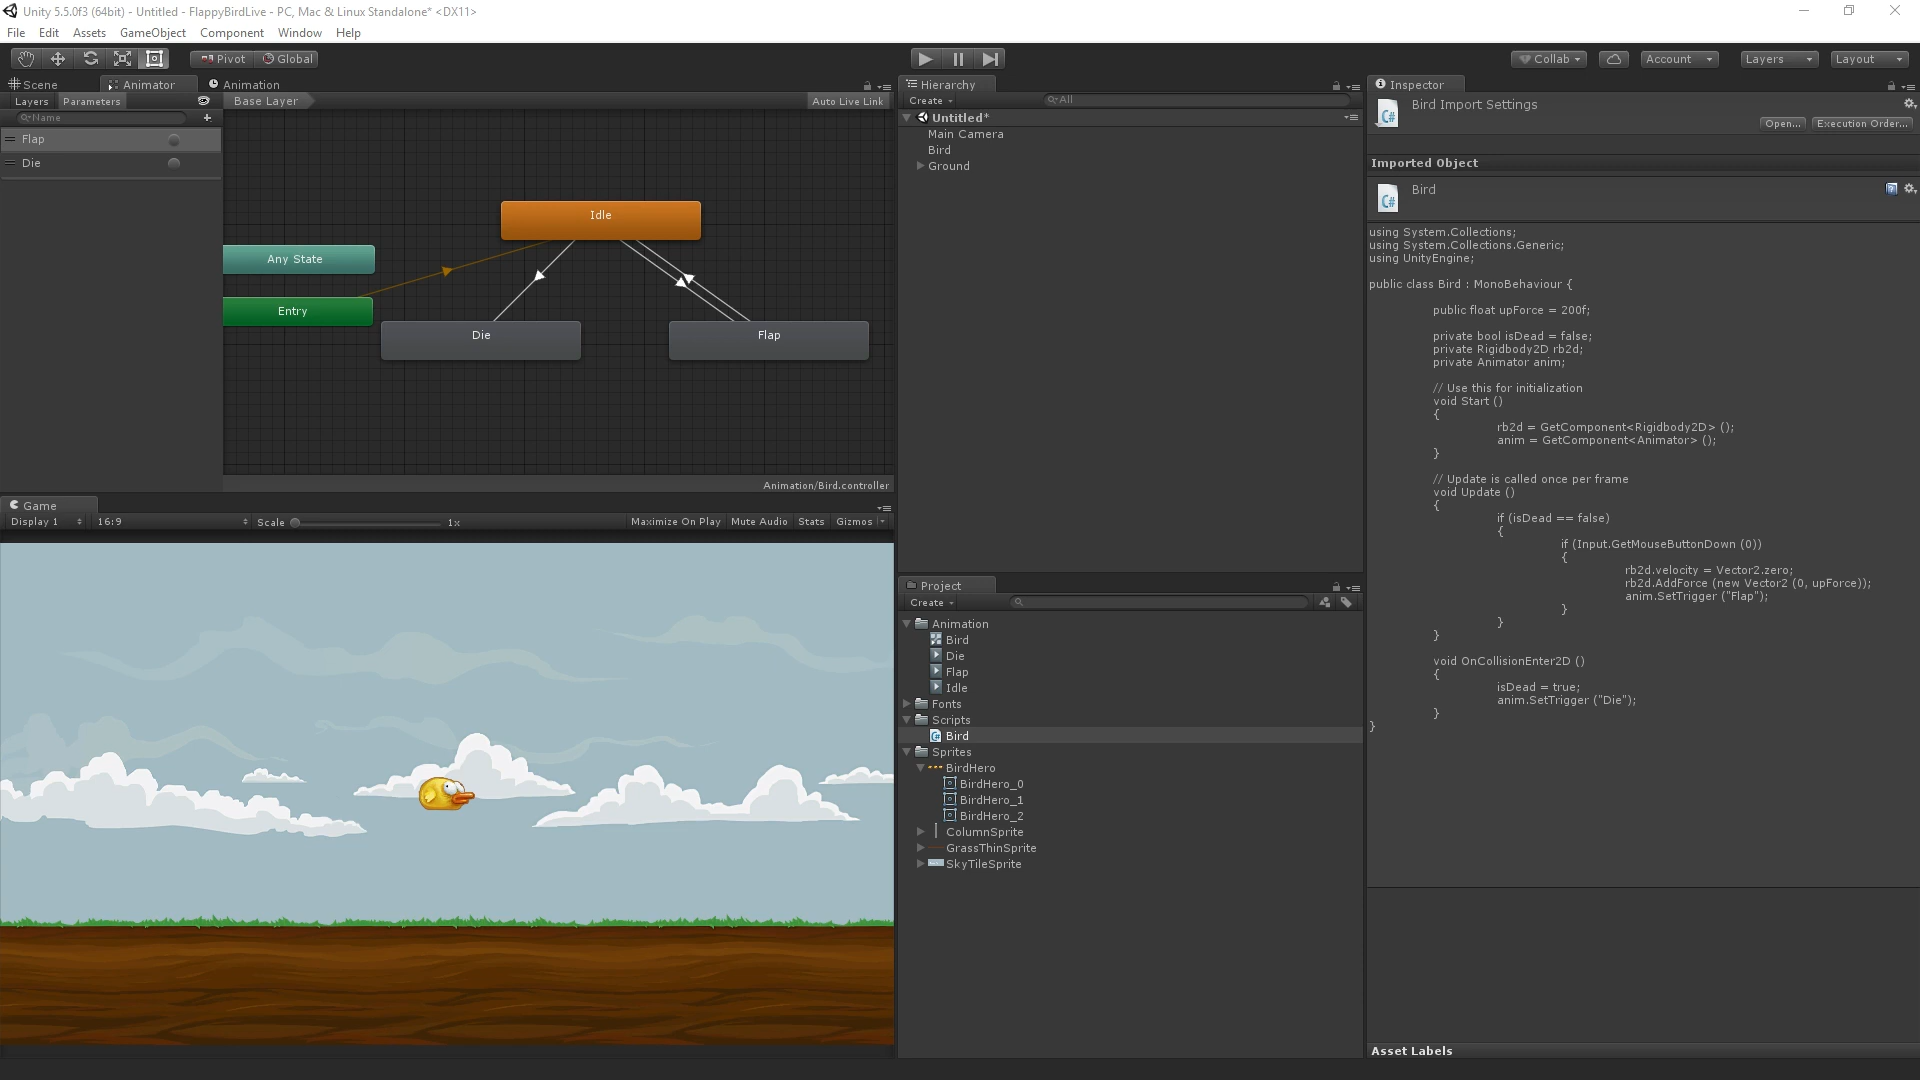 Unity 5.5.0f3 (64bit) - Untitled - FlappyBirdLive - PC, Mac & Linux Standalone* <DX11>
File Edit Assets GameObject Component Window Help
Pivot Global Collab Account Layers Layout
Scene Animator Animation
Layers Parameters Base Layer Auto Live Link
Name
Flap
Die
Idle
Any State
Entry
Die
Flap
Animation/Bird.controller
Game
Display 1 16:9 Scale 1x Maximize On Play Mute Audio Stats Gizmos
Hierarchy
Create All
Untitled*
Main Camera
Bird
Ground
Project
Create
Animation
Bird
Die
Flap
Idle
Fonts
Scripts
C# Bird
Sprites
BirdHero
BirdHero_0
BirdHero_1
BirdHero_2
ColumnSprite
GrassThinSprite
SkyTileSprite
Inspector
C# Bird Import Settings
Open... Execution Order...
Imported Object
C# Bird
using System.Collections;
using System.Collections.Generic;
using UnityEngine;
public class Bird : MonoBehaviour {
public float upForce = 200f;
private bool isDead = false;
private Rigidbody2D rb2d;
private Animator anim;
// Use this for initialization
void Start ()
{
rb2d = GetComponent<Rigidbody2D> ();
anim = GetComponent<Animator> ();
}
// Update is called once per frame
void Update ()
{
if (isDead == false)
{
if (Input.GetMouseButtonDown (0))
{
rb2d.velocity = Vector2.zero;
rb2d.AddForce (new Vector2 (0, upForce));
anim.SetTrigger ("Flap");
}
}
}
void OnCollisionEnter2D ()
{
isDead = true;
anim.SetTrigger ("Die");
}
}
Asset Labels